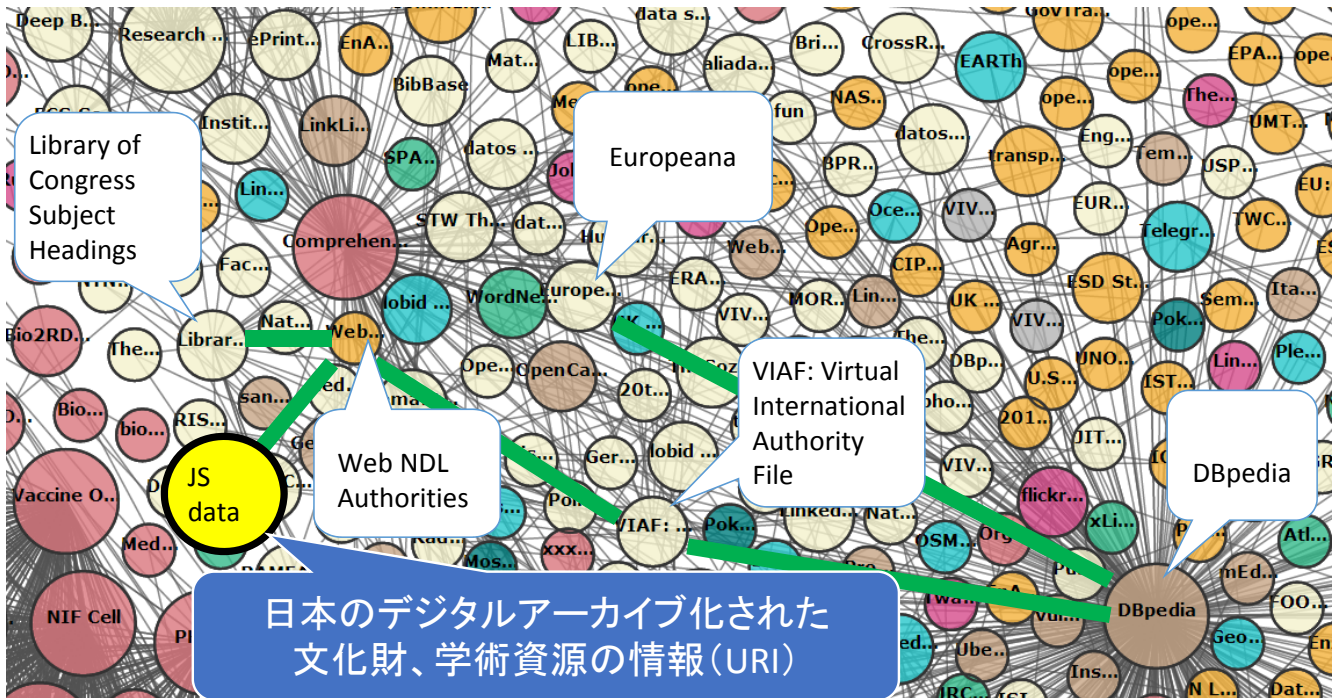 Deep B...
Research ...
ePrint...
EnA...
LIB...
data s...
Bri...
CrossR...
GovTra...
ope...
BibBase
Mat...
aliada...
EARTh
ope...
EPA...
ope...
Instit...
LinkLi...
SPA...
datos ...
Me...
ope...
fun
NAS...
datos....
ope...
The...
UMT...
Library of
Congress
Subject
Headings
Europeana
BPR...
transp...
Eng...
Tem...
USP...
EU:...
Lin...
Comprehen...
STW Th...
dat...
Web...
Ope...
Oce...
VIV...
EUR...
Telegr...
TWC...
Fac...
lobid ...
WordNe...
Europe...
ERA...
MOR...
Lin...
CIP...
Agr...
UK ...
ESD St...
Sem...
Ita...
Bio2RD...
The...
Librar...
Nat...
Web...
VIV...
The...
VIV...
Pok...
Lin...
Ple...
Ope...
OpenCa...
20t...
DBp...
U.S...
UNO...
IST...
san...
VIAF: Virtual
International
Authority
File
Bio...
bio...
RIS...
201...
JIT...
JS
data
Web NDL
Authorities
Ger...
lobid ...
VIV...
DBpedia
Vaccine O...
flickr...
xLi...
Med...
VIAF: ...
Pok...
Linked...
Nat...
OSM...
Org...
Atl...
xxx...
Mos...
mEd...
NIF Cell
DBpedia
FOO...
Geo...
日本のデジタルアーカイブ化された
文化財、学術資源の情報（URI）
Ube...
Ins...
N L...
Dat...